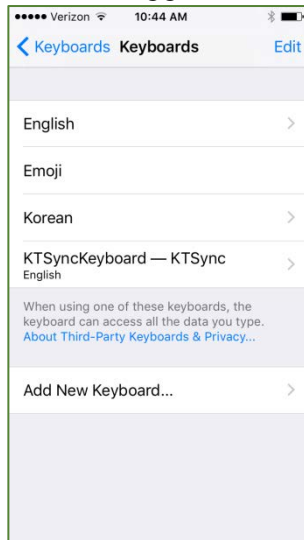 Verizon 10:44 AM
Keyboards Keyboards Edit
English
Emoji
Korean
KTSyncKeyboard — KTSync
English
When using one of these keyboards, the
keyboard can access all the data you type.
About Third-Party Keyboards & Privacy...
Add New Keyboard...